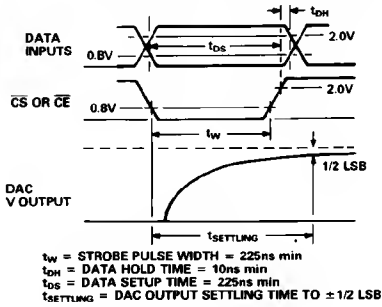 DATA
INPUTS
0.8V
2.0V
tDH
tDS
CS OR CE
0.8V
2.0V
tW
DAC
V OUTPUT
1/2 LSB
tSETTLING
tW = STROBE PULSE WIDTH = 225ns min
tDH = DATA HOLD TIME = 10ns min
tDS = DATA SETUP TIME = 225ns min
tSETTLING = DAC OUTPUT SETTLING TIME TO ±1/2 LSB